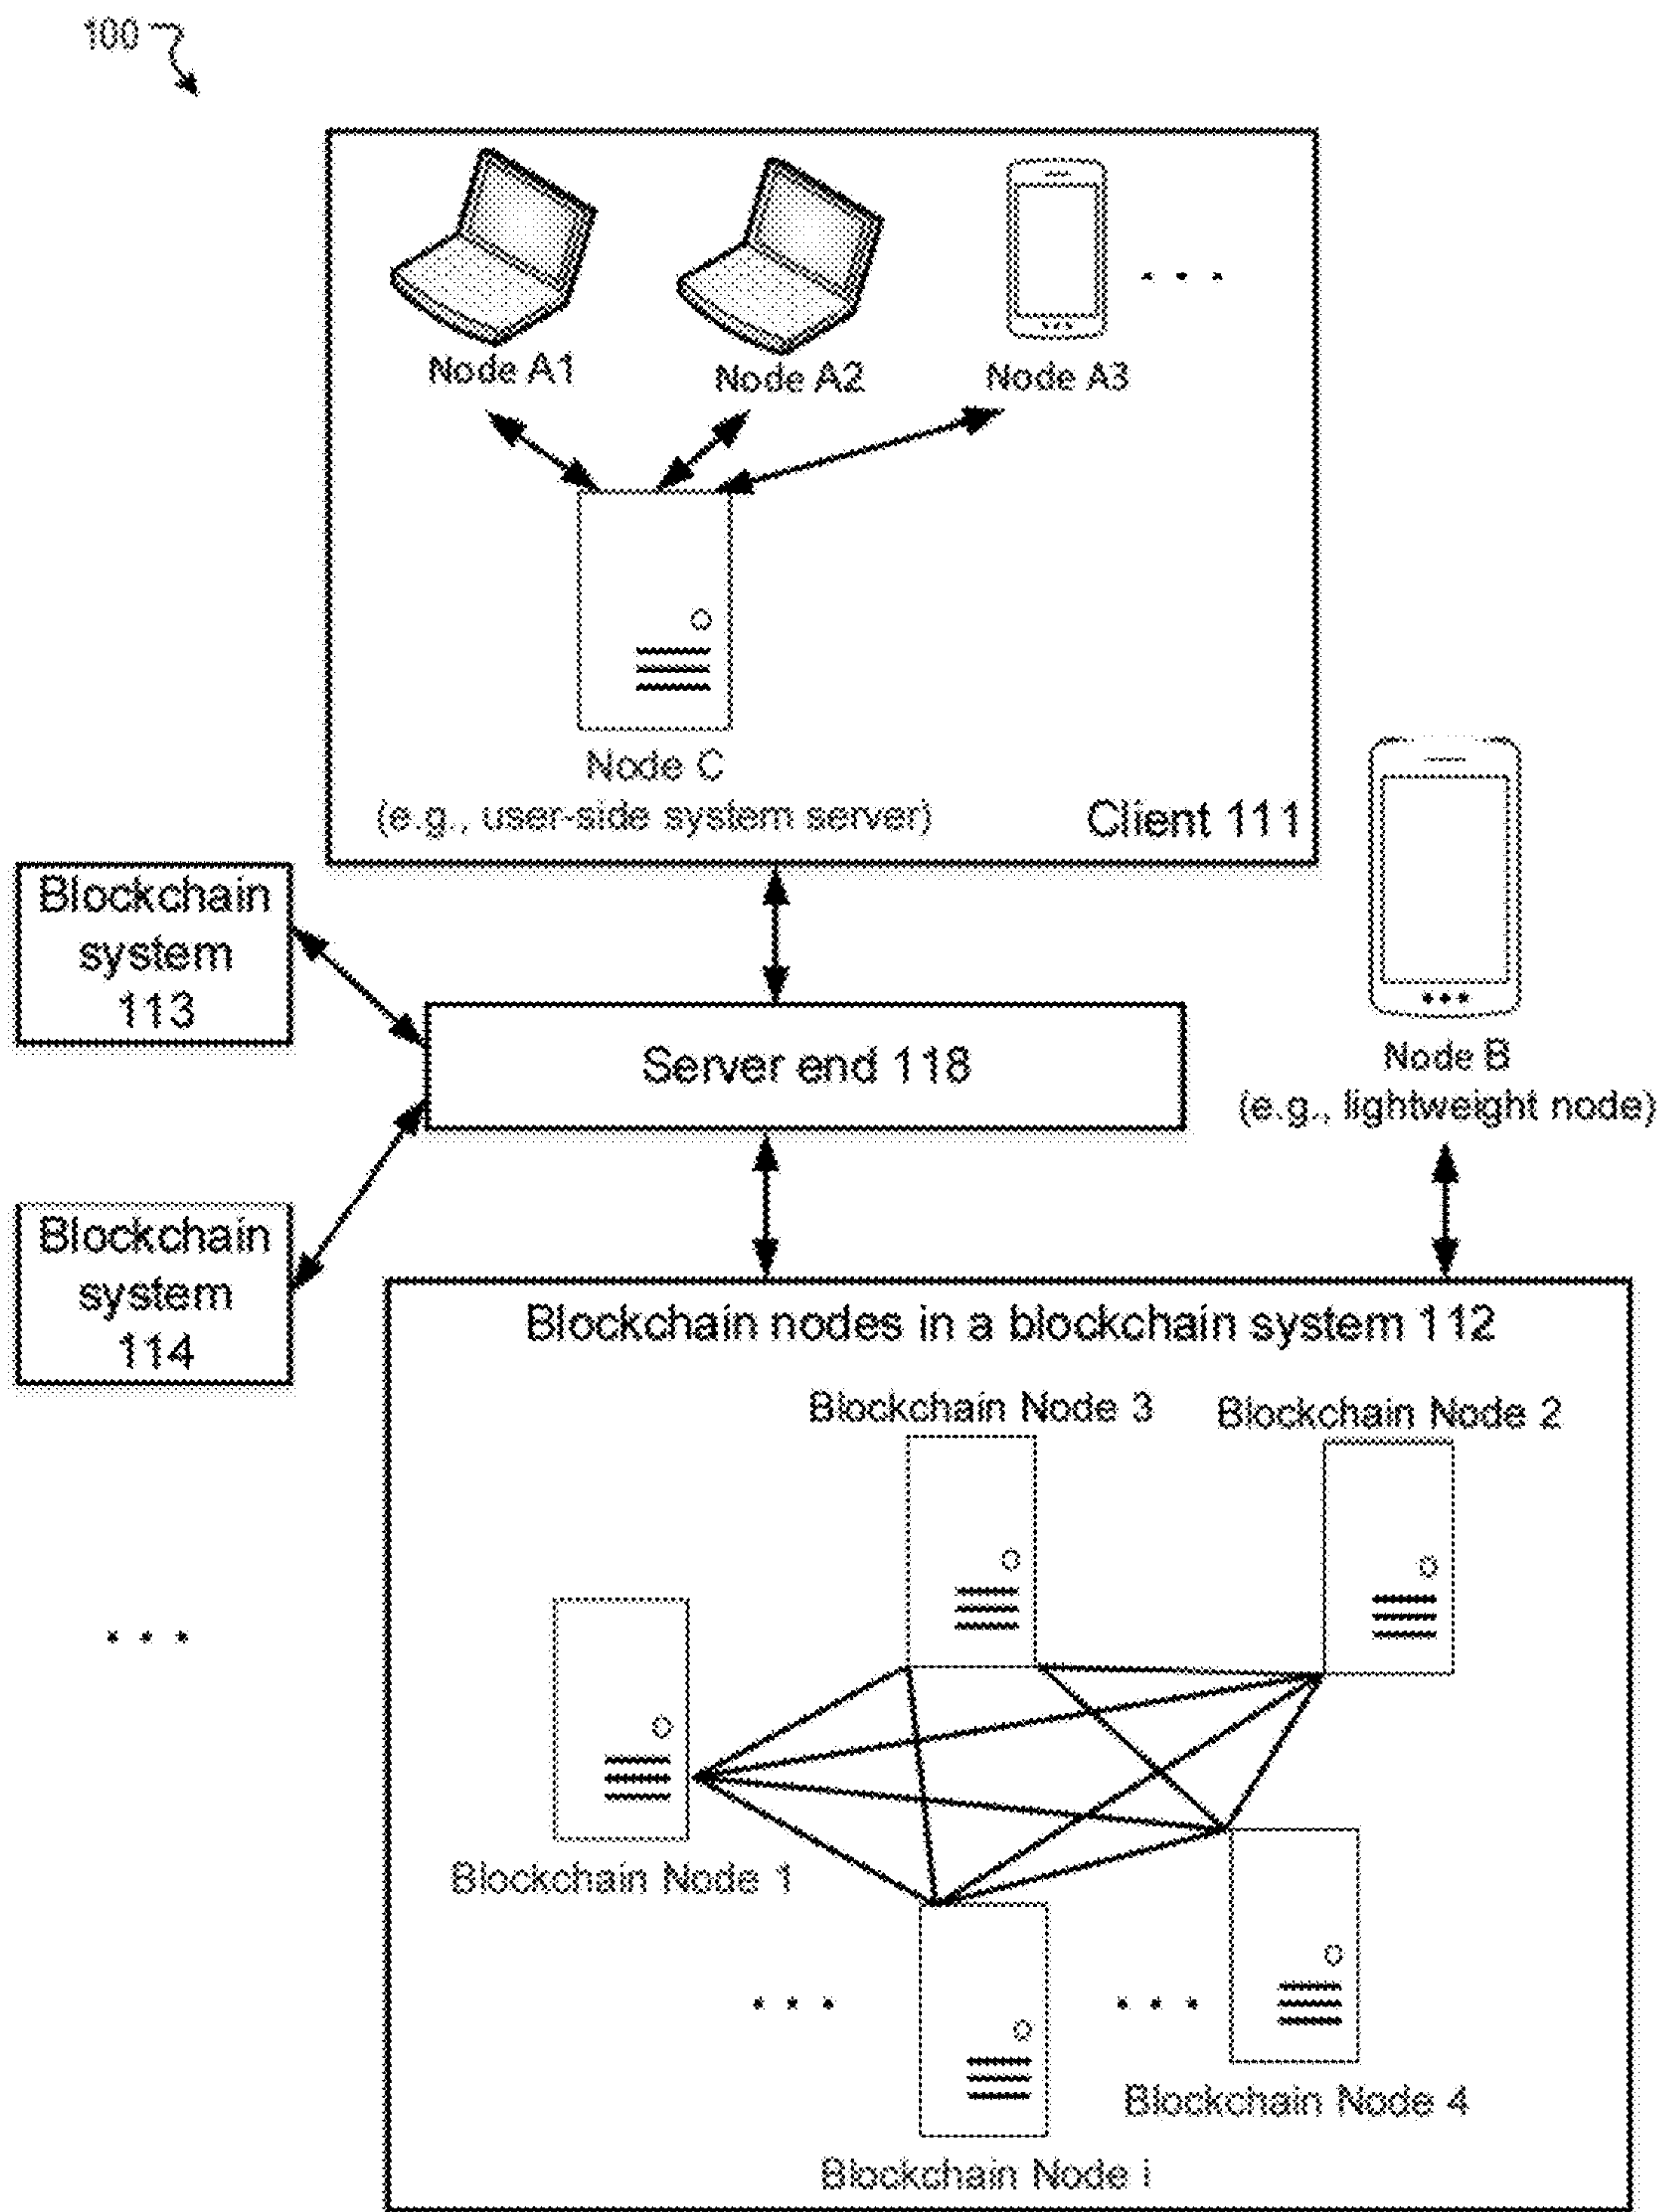 100
Node A1
Node A2
Node A3
. . .
Node C
(e.g., user-side system server)
Client 111
Blockchain
system
113
Server end 118
Node B
(e.g., lightweight node)
Blockchain
system
114
Blockchain nodes in a blockchain system 112
Blockchain Node 3
Blockchain Node 2
. . .
Blockchain Node 1
. . .
. . .
Blockchain Node 4
Blockchain Node i